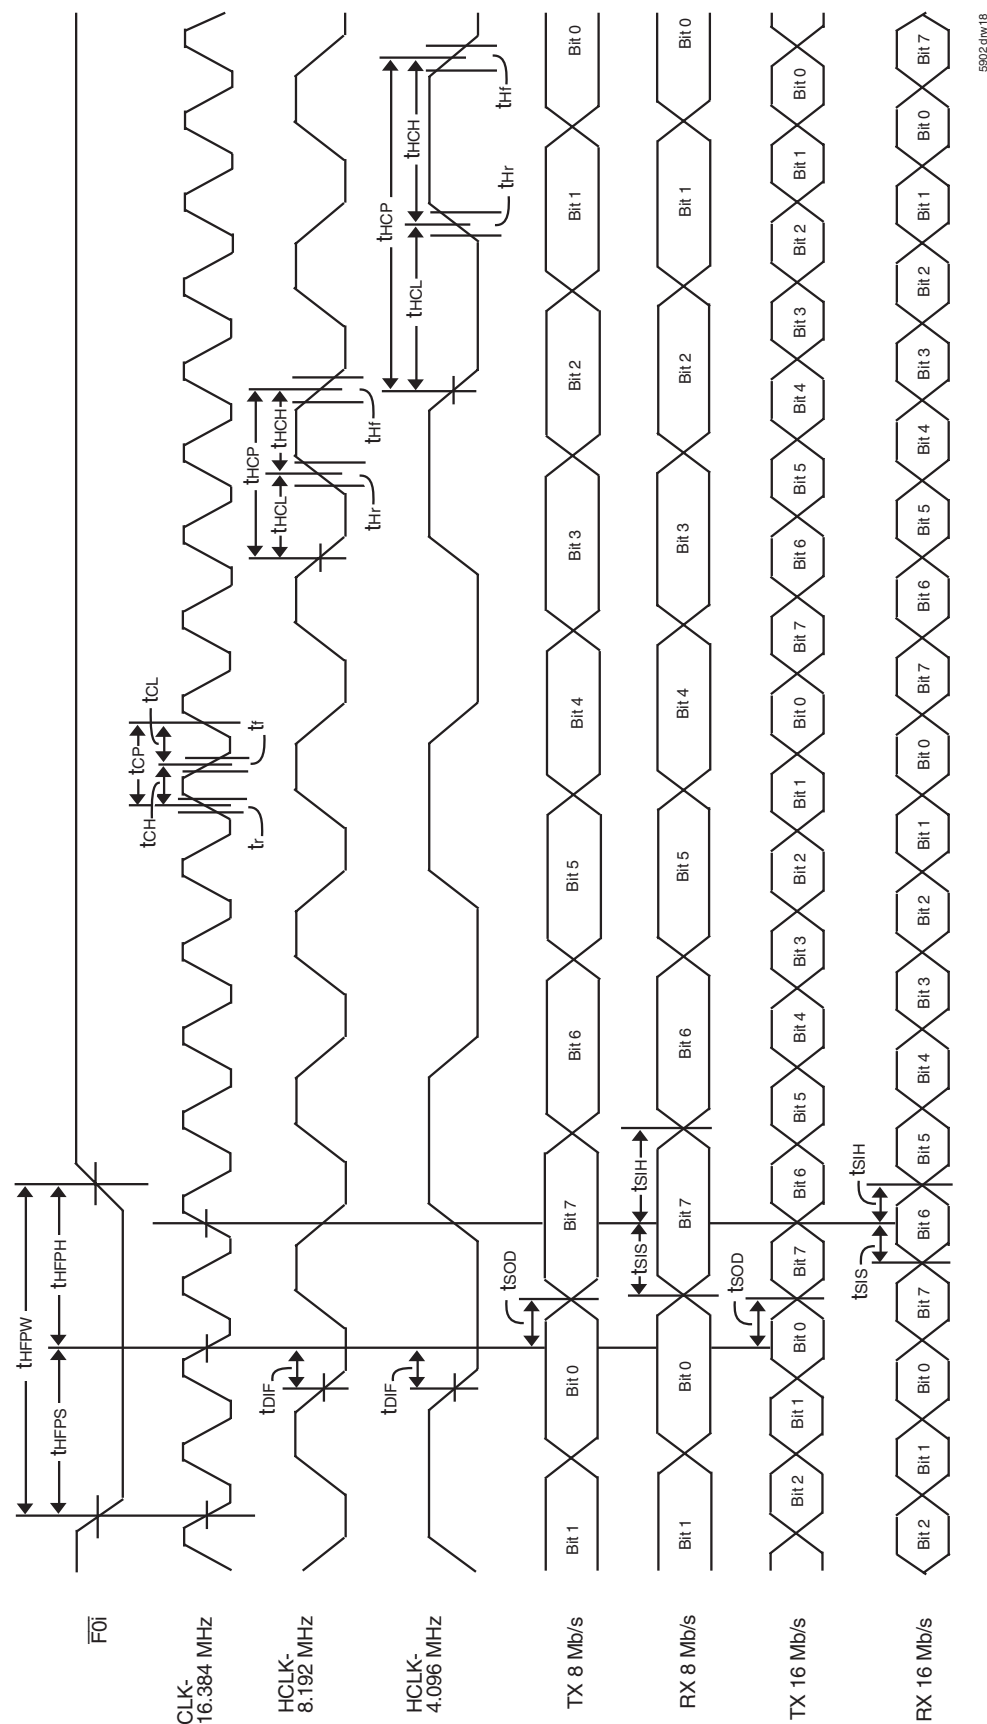 F0i
tHFPW
tHFPS
tHFPH
CLK-
16.384 MHz
tCP
tCH
tCL
tr
tf
HCLK-
8.192 MHz
tDIF
tHCP
tHCL
tHCH
tHr
tHf
HCLK-
4.096 MHz
tDIF
tHCP
tHCL
tHCH
tHr
tHf
TX 8 Mb/s
tSOD
Bit 1 Bit 0 Bit 7 Bit 6 Bit 5 Bit 4 Bit 3 Bit 2 Bit 1 Bit 0
RX 8 Mb/s
tSIS tSIH
Bit 1 Bit 0 Bit 7 Bit 6 Bit 5 Bit 4 Bit 3 Bit 2 Bit 1 Bit 0
TX 16 Mb/s
tSOD
Bit 2 Bit 1 Bit 0 Bit 7 Bit 6 Bit 5 Bit 4 Bit 3 Bit 2 Bit 1 Bit 0 Bit 7 Bit 6 Bit 5 Bit 4 Bit 3 Bit 2 Bit 1 Bit 0
RX 16 Mb/s
tSIS tSIH
Bit 2 Bit 1 Bit 0 Bit 7 Bit 6 Bit 5 Bit 4 Bit 3 Bit 2 Bit 1 Bit 0 Bit 7 Bit 6 Bit 5 Bit 4 Bit 3 Bit 2 Bit 1 Bit 0 Bit 7
5902 drw18